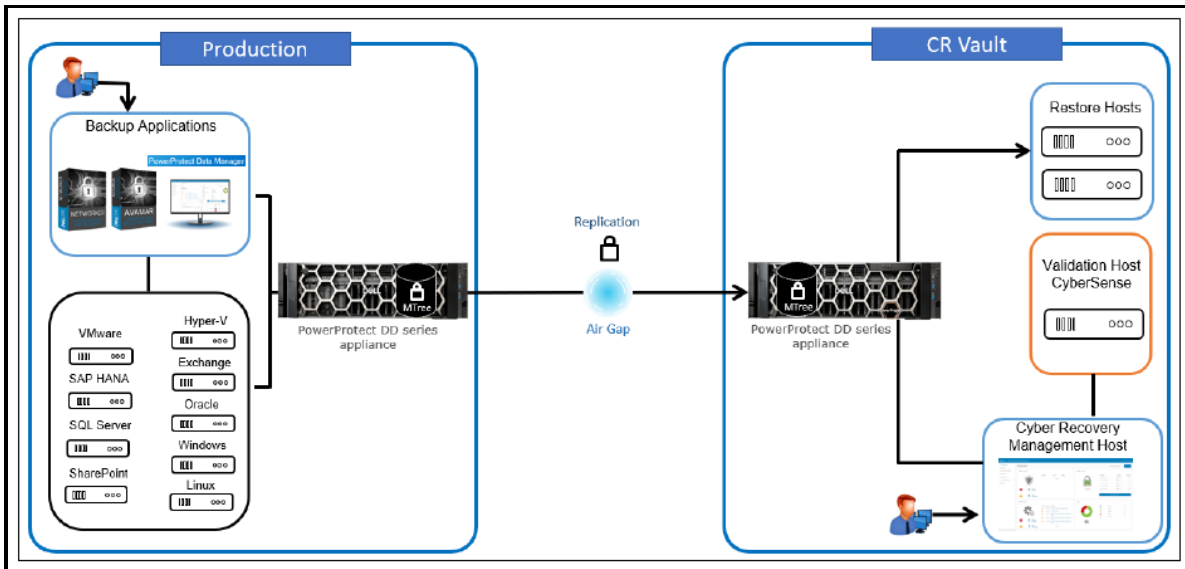 Production
Backup Applications
PowerProtect Data Manager
NETWORKER
AVAMAR
VMware
Hyper-V
SAP HANA
Exchange
SQL Server
Oracle
SharePoint
Windows
Linux
DELL
MTree
PowerProtect DD series
appliance
Replication
Air Gap
CR Vault
MTree
PowerProtect DD series
appliance
Restore Hosts
Validation Host
CyberSense
Cyber Recovery
Management Host